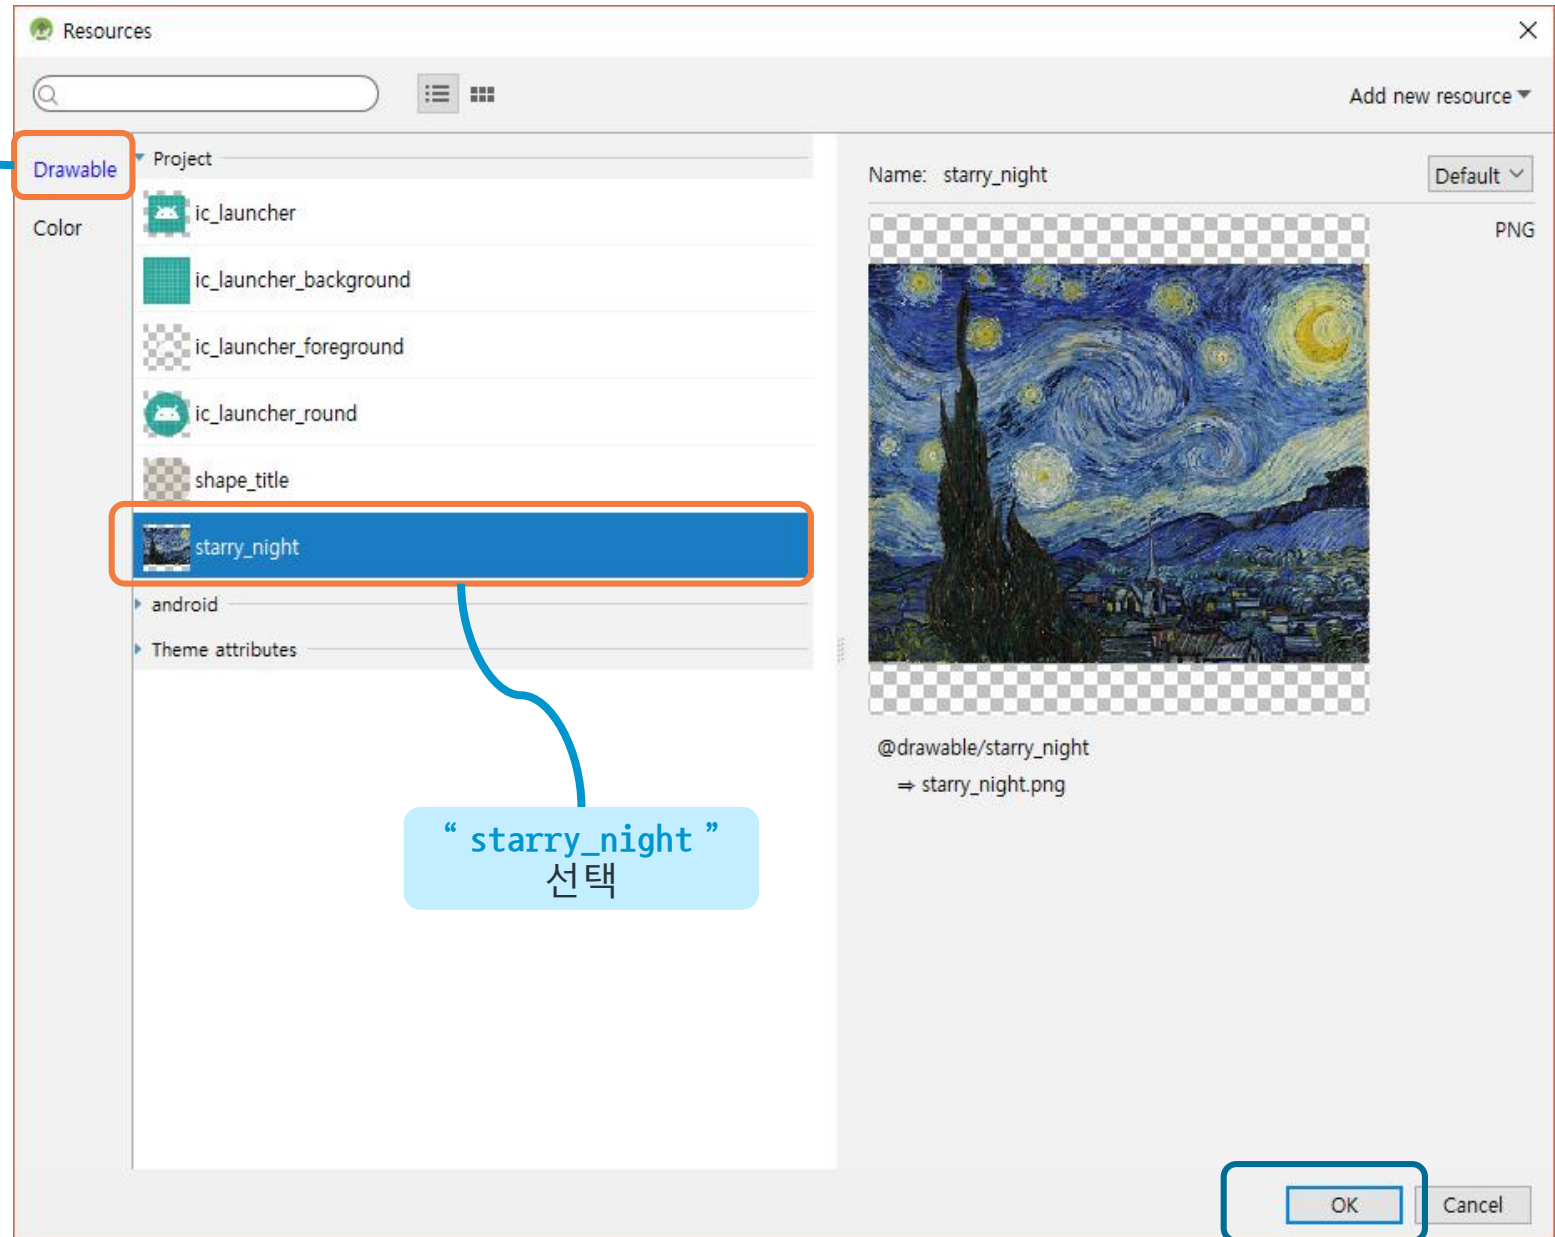 Resources
Add new resource
Drawable
Color
Project
ic_launcher
ic_launcher_background
ic_launcher_foreground
ic_launcher_round
shape_title
starry_night
android
Theme attributes
“ starry_night ”
선택
Name: starry_night
Default
PNG
@drawable/starry_night
⇒ starry_night.png
OK
Cancel